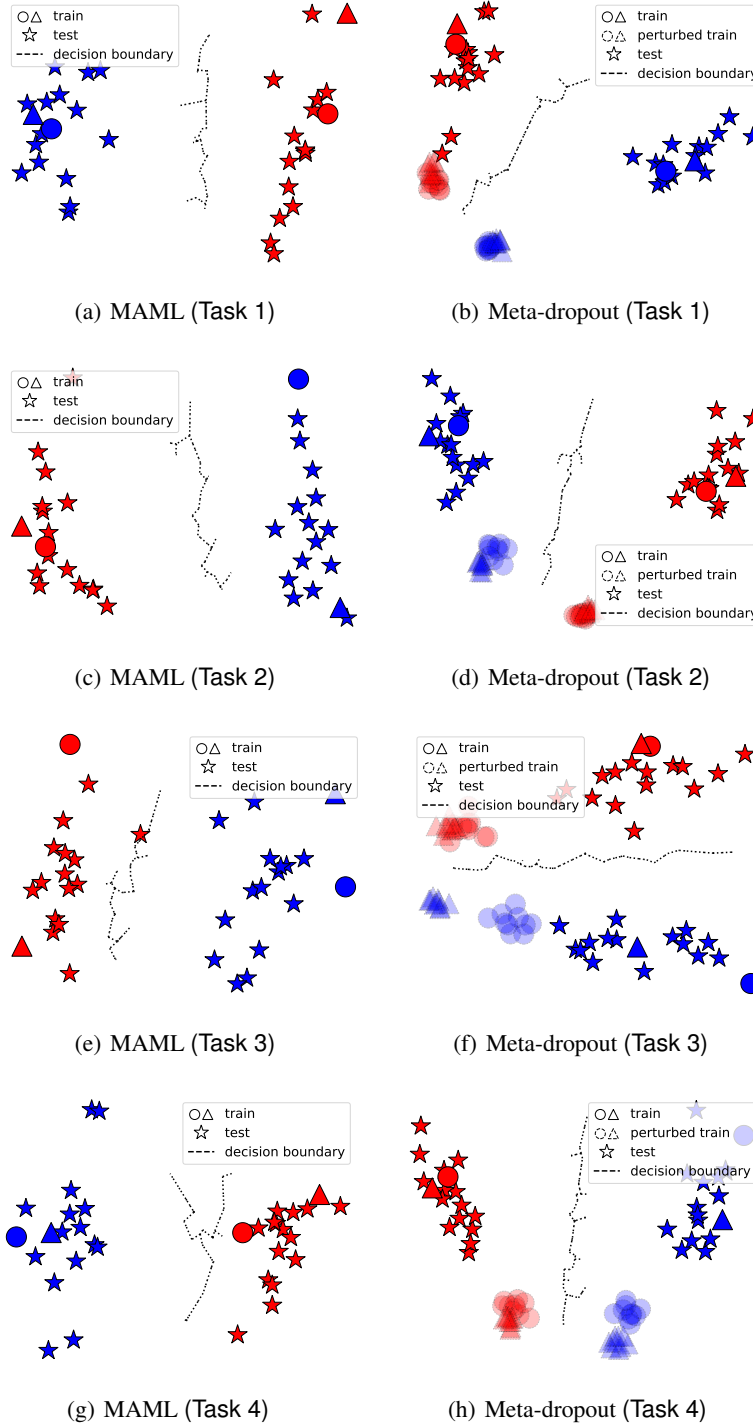 train
test
decision boundary
train
perturbed train
test
decision boundary
(a) MAML (Task 1)
(b) Meta-dropout (Task 1)
train
test
decision boundary
train
perturbed train
test
decision boundary
(c) MAML (Task 2)
(d) Meta-dropout (Task 2)
train
test
decision boundary
train
perturbed train
test
decision boundary
(e) MAML (Task 3)
(f) Meta-dropout (Task 3)
train
test
decision boundary
train
perturbed train
test
decision boundary
(g) MAML (Task 4)
(h) Meta-dropout (Task 4)